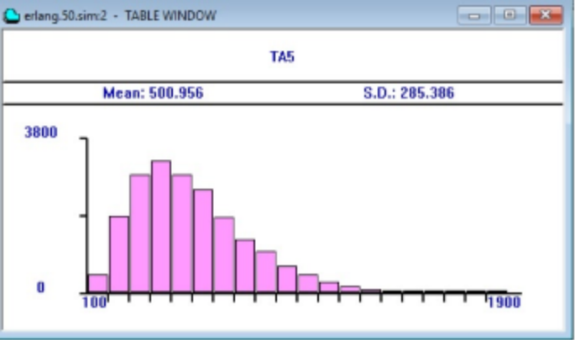 erlang.50.sim:2 - TABLE WINDOW
TA5
Mean: 500.956 S.D.: 285.386
3800
0
100 1900